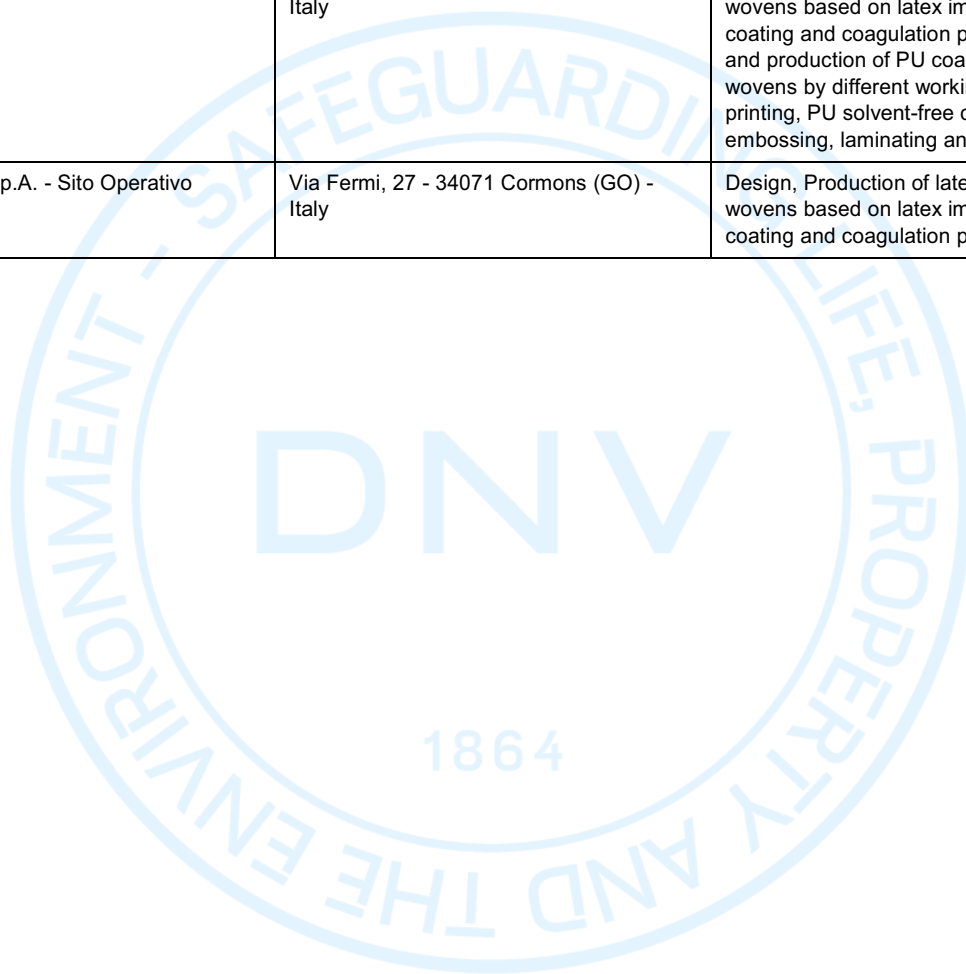 Italy
wovens based on latex im
coating and coagulation p
and production of PU coa
wovens by different worki
printing, PU solvent-free
embossing, laminating an
p.A. - Sito Operativo
Via Fermi, 27 - 34071 Cormons (GO) -
Italy
Design, Production of late
wovens based on latex im
coating and coagulation p
SAFEGUARDING LIFE, PROPERTY AND THE ENVIRONMENT -
DNV
1864